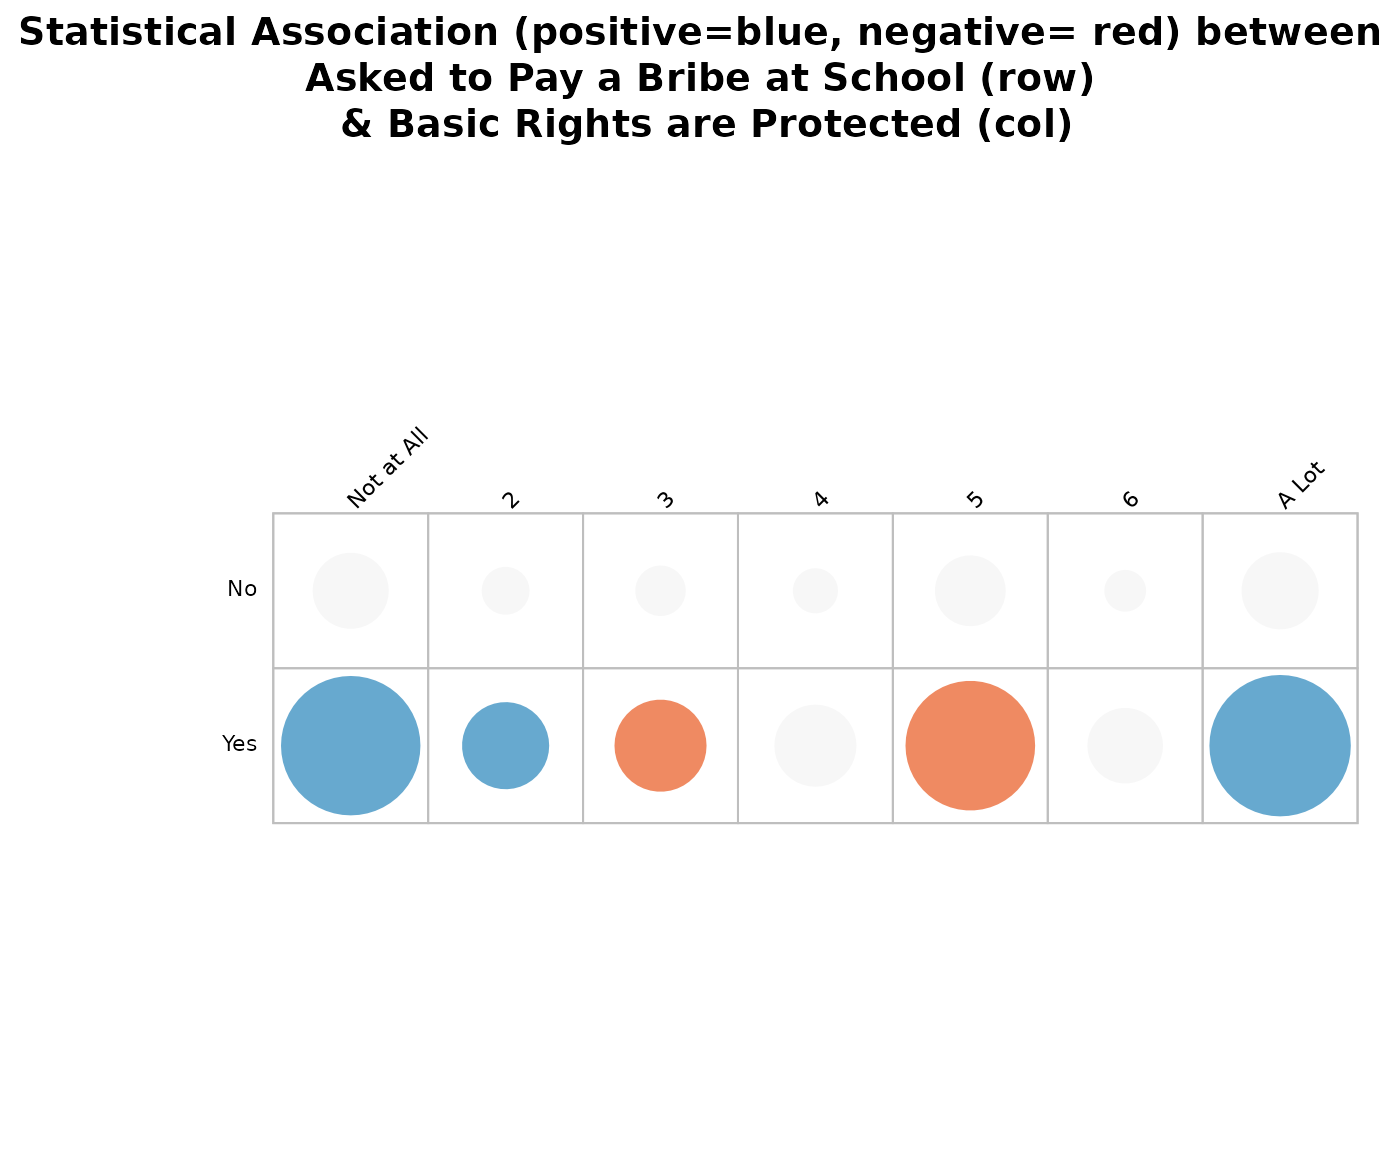 Statistical Association (positive=blue, negative= red) between
Asked to Pay a Bribe at School (row)
& Basic Rights are Protected (col)
Not at All
2
3
4
5
6
A Lot
No
Yes